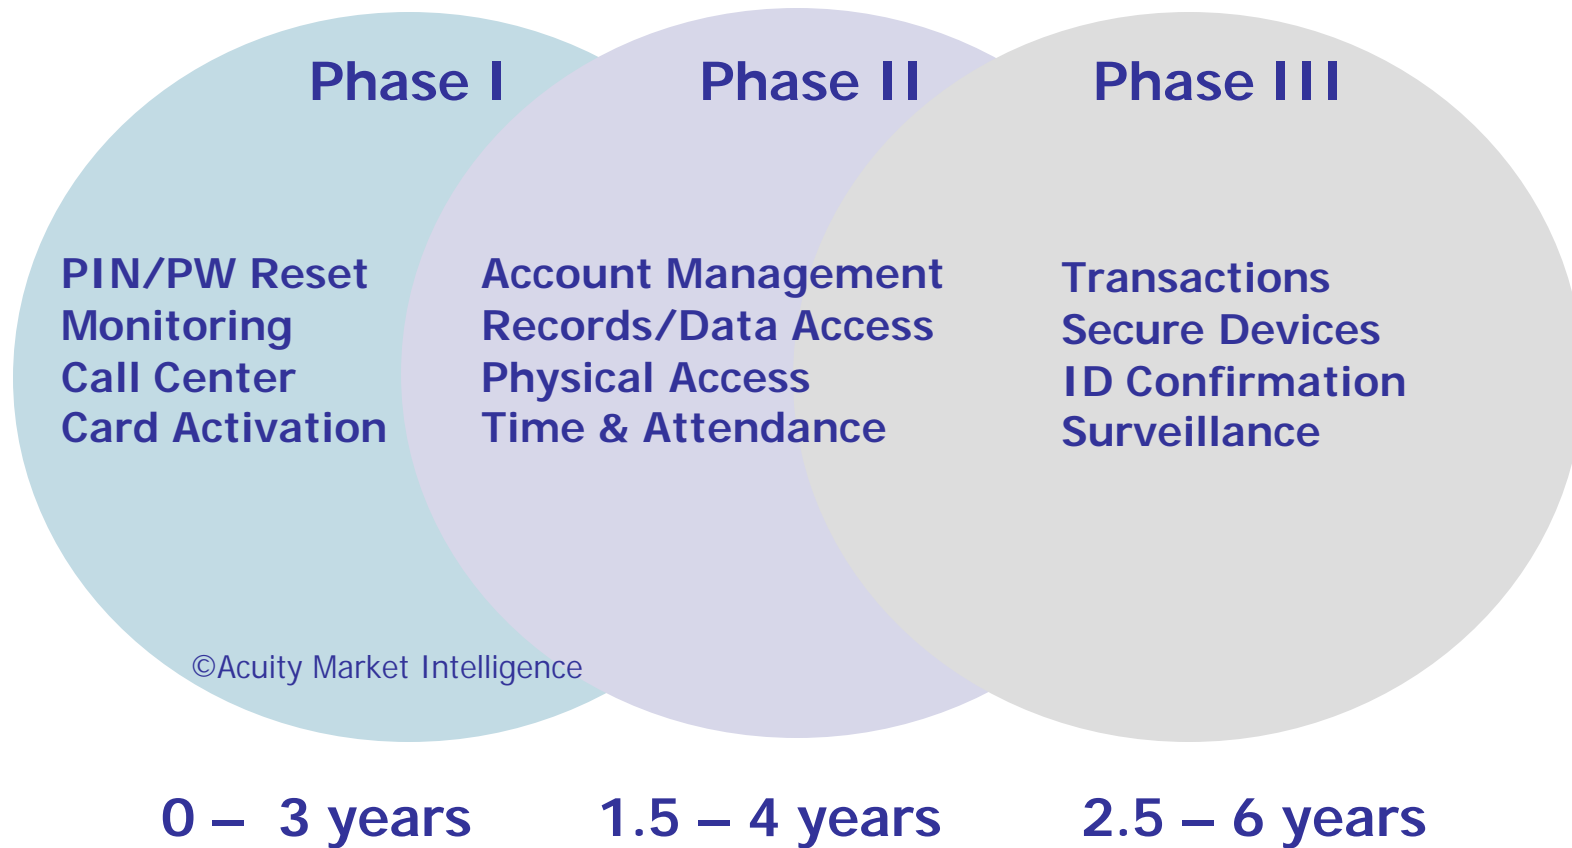 Phase I
Phase II
Phase III
PIN/PW Reset
Monitoring
Call Center
Card Activation
Account Management
Records/Data Access
Physical Access
Time & Attendance
Transactions
Secure Devices
ID Confirmation
Surveillance
©Acuity Market Intelligence
0 – 3 years
1.5 – 4 years
2.5 – 6 years